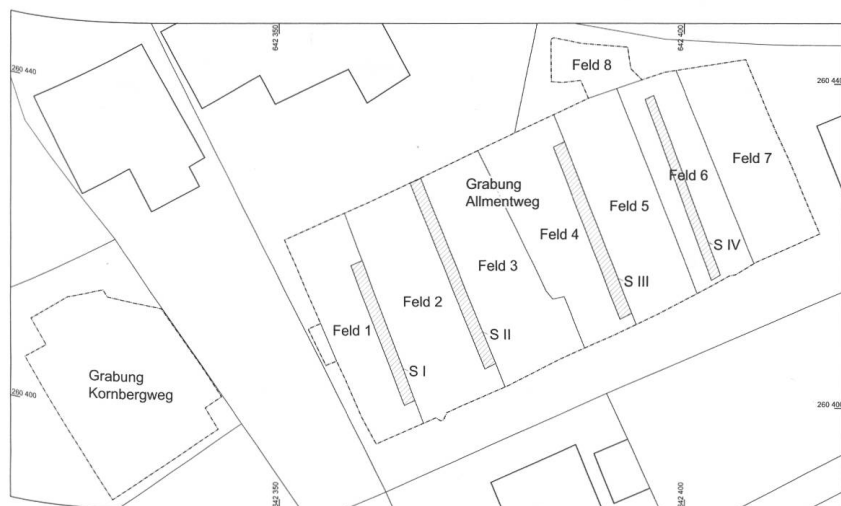 642 350
642 400
260 440
260 440
Feld 8
Feld 7
Feld 6
Grabung
Allmentweg
Feld 5
Feld 4
S IV
Feld 3
S III
Feld 2
Feld 1
S II
S I
Grabung
Kornbergweg
260 400
260 400
642 350
642 400